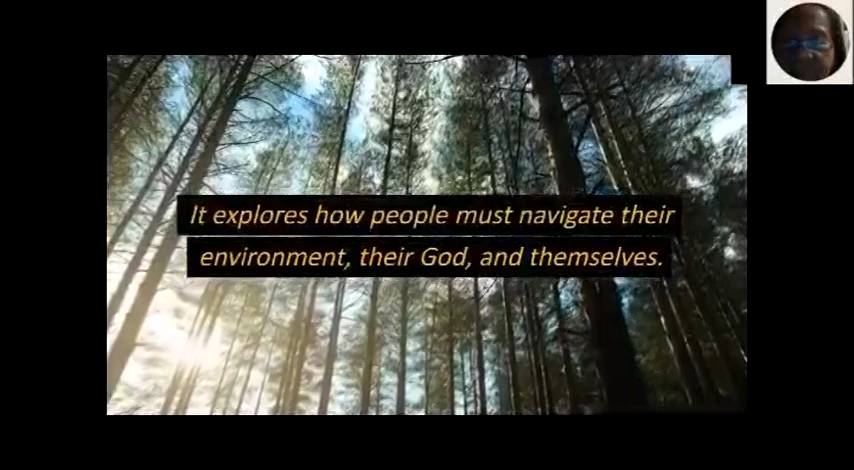 It explores how people must navigate their
environment, their God, and themselves.